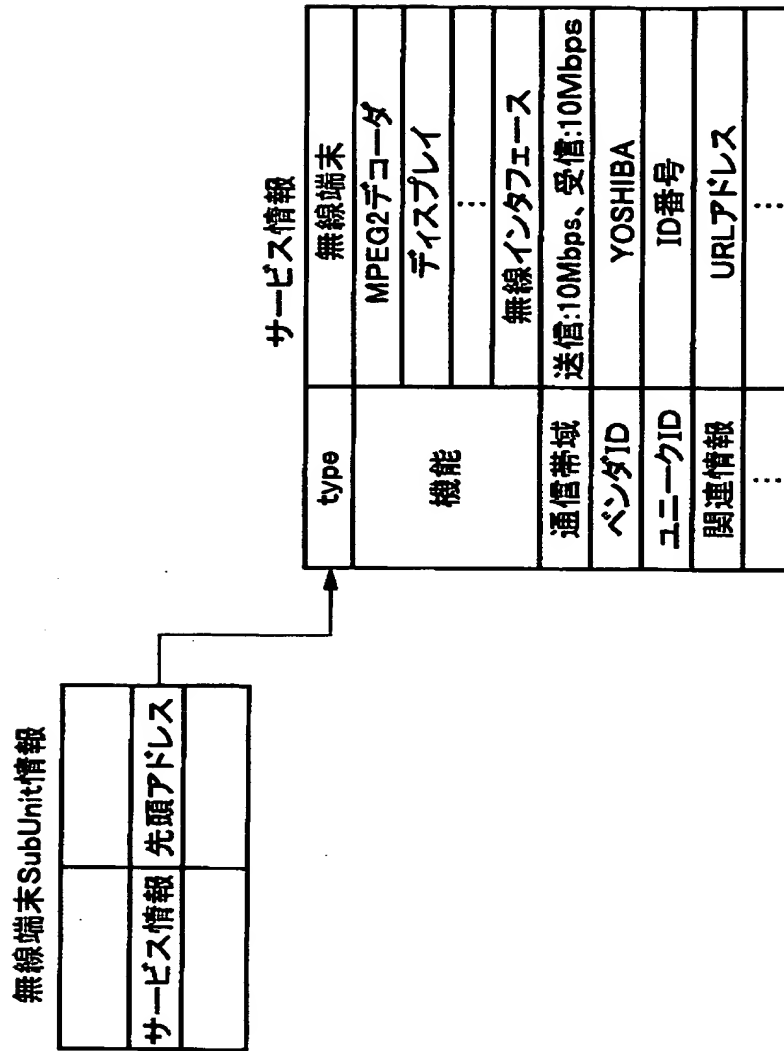 無線端末SubUnit情報
サービス情報 先頭アドレス
サービス情報
type 無線端末
機能 MPEG2デコーダ
ディスプレイ
⋮
無線インタフェース
通信帯域 送信:10Mbps、受信:10Mbps
ベンダID YOSHIBA
ユニークID ID番号
関連情報 URLアドレス
⋮ ⋮